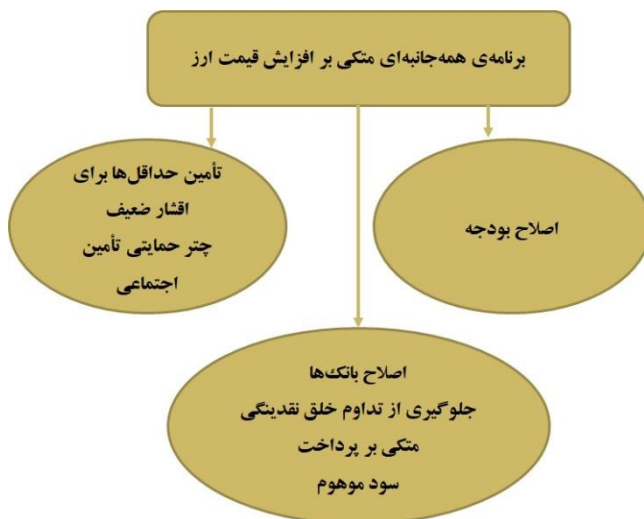 برنامه‌ی همه‌جانبه‌ای متکی بر افزایش قیمت ارز
اصلاح بودجه
تأمین حداقل‌ها برای
اقشار ضعیف
چتر حمایتی تأمین
اجتماعی
اصلاح بانک‌ها
جلوگیری از تداوم خلق نقدینگی
متکی بر پرداخت
سود موهوم